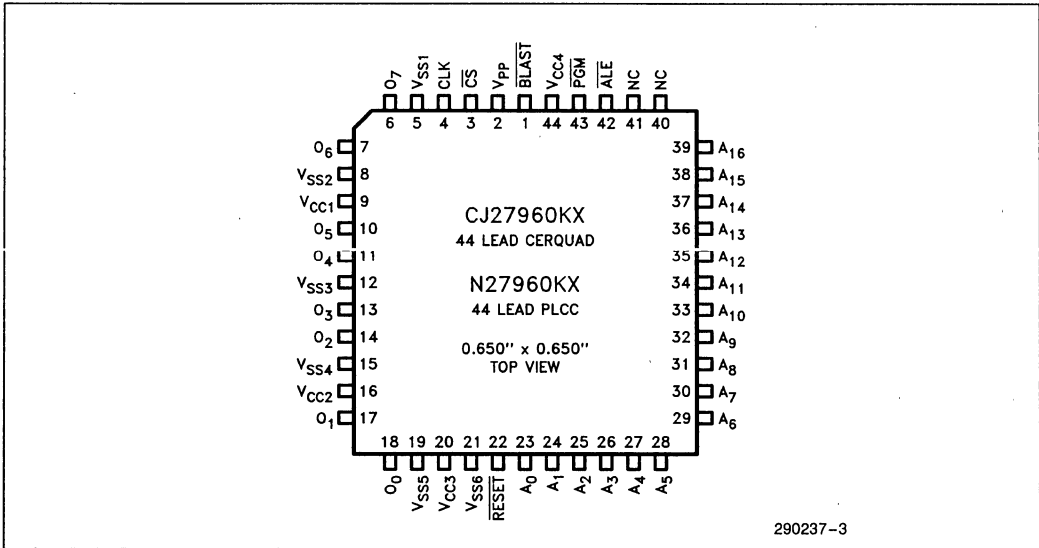 O7 VSS1 CLK C̅S̅ VPP B̅L̅A̅S̅T̅ VCC4 P̅G̅M̅ A̅L̅E̅ NC NC
6 5 4 3 2 1 44 43 42 41 40
O6 7
VSS2 8
VCC1 9
O5 10
O4 11
VSS3 12
O3 13
O2 14
VSS4 15
VCC2 16
O1 17
CJ27960KX
44 LEAD CERQUAD
N27960KX
44 LEAD PLCC
0.650" x 0.650"
TOP VIEW
39 A16
38 A15
37 A14
36 A13
35 A12
34 A11
33 A10
32 A9
31 A8
30 A7
29 A6
18 19 20 21 22 23 24 25 26 27 28
O0 VSS5 VCC3 VSS6 R̅E̅S̅E̅T̅ A0 A1 A2 A3 A4 A5
290237-3